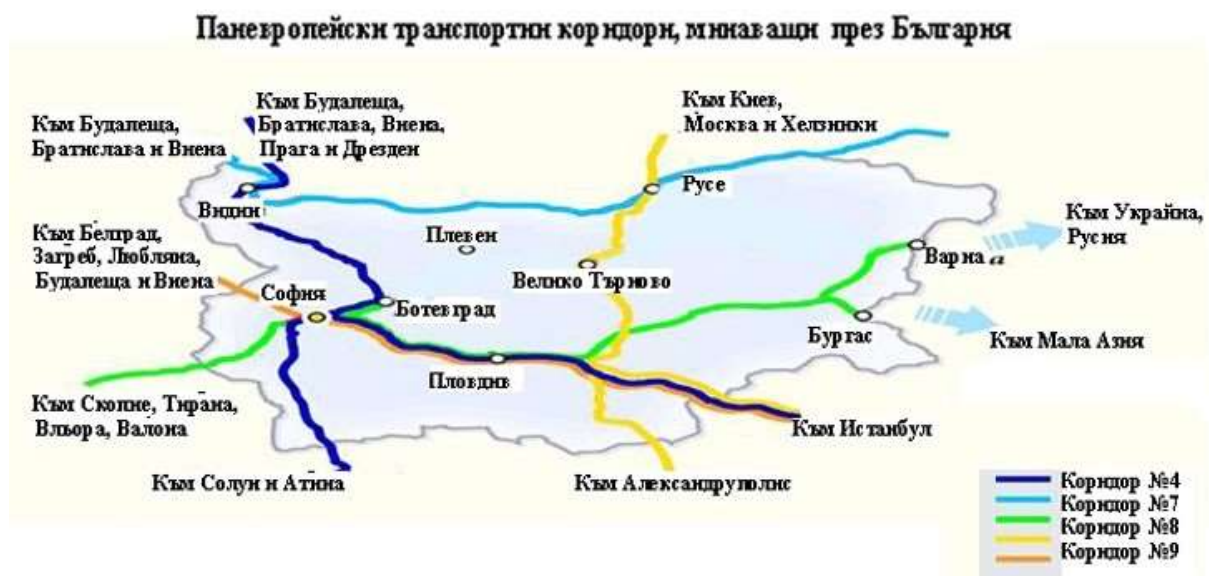 Паневропейски транспортни коридори, минаващи през България
Към Будапеща,
Братислава, Виена,
Прага и Дрезден
Към Киев,
Москва и Хелзинки
Към Будапеща,
Братислава и Виена
Русе
Видин
Към Украйна,
Русия
Към Белград,
Загреб, Любляна,
Будапеща и Виена
Плевен
Варна а
Велико Търново
София
Ботевград
Бургас
Към Мала Азия
Пловдив
Към Скопие, Тирана,
Вльора, Валона
Към Истанбул
Към Солун и Атина
Към Александруполис
Коридор №4
Коридор №7
Коридор №8
Коридор №9